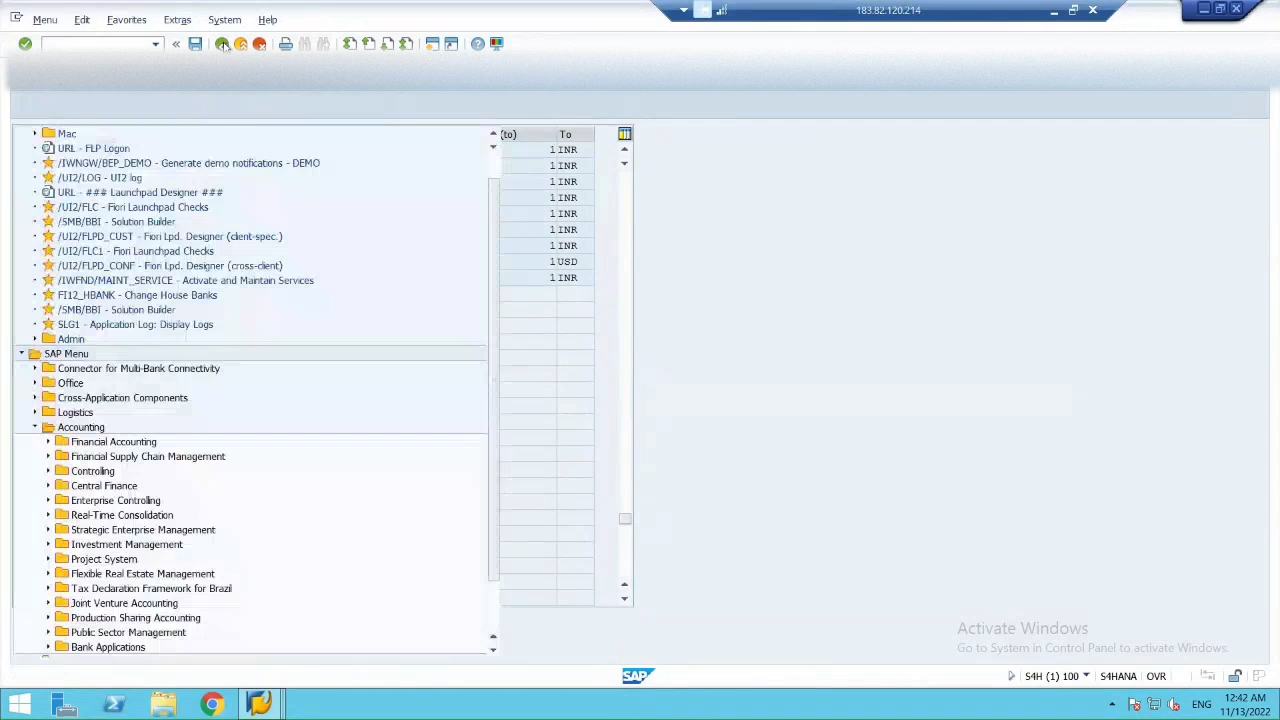 Menu Edit Favorites Extras System Help
183.82.120.214
(to) To
Mac
URL - FLP Logon
/IWNGW/BEP_DEMO - Generate demo notifications - DEMO
/UI2/LOG - UI2 log
URL - ### Launchpad Designer ###
/UI2/FLC - Fiori Launchpad Checks
/SMB/BBI - Solution Builder
/UI2/FLPD_CUST - Fiori Lpd. Designer (client-spec.)
/UI2/FLC1 - Fiori Launchpad Checks
/UI2/FLPD_CONF - Fiori Lpd. Designer (cross-client)
/IWFND/MAINT_SERVICE - Activate and Maintain Services
FI12_HBANK - Change House Banks
/SMB/BBI - Solution Builder
SLG1 - Application Log: Display Logs
Admin
SAP Menu
Connector for Multi-Bank Connectivity
Office
Cross-Application Components
Logistics
Accounting
Financial Accounting
Financial Supply Chain Management
Controlling
Central Finance
Enterprise Controlling
Real-Time Consolidation
Strategic Enterprise Management
Investment Management
Project System
Flexible Real Estate Management
Tax Declaration Framework for Brazil
Joint Venture Accounting
Production Sharing Accounting
Public Sector Management
Bank Applications
1 INR
1 INR
1 INR
1 INR
1 INR
1 INR
1 INR
1 USD
1 INR
Activate Windows
Go to System in Control Panel to activate Windows.
SAP
S4H (1) 100 S4HANA OVR
ENG
12:42 AM
11/13/2022